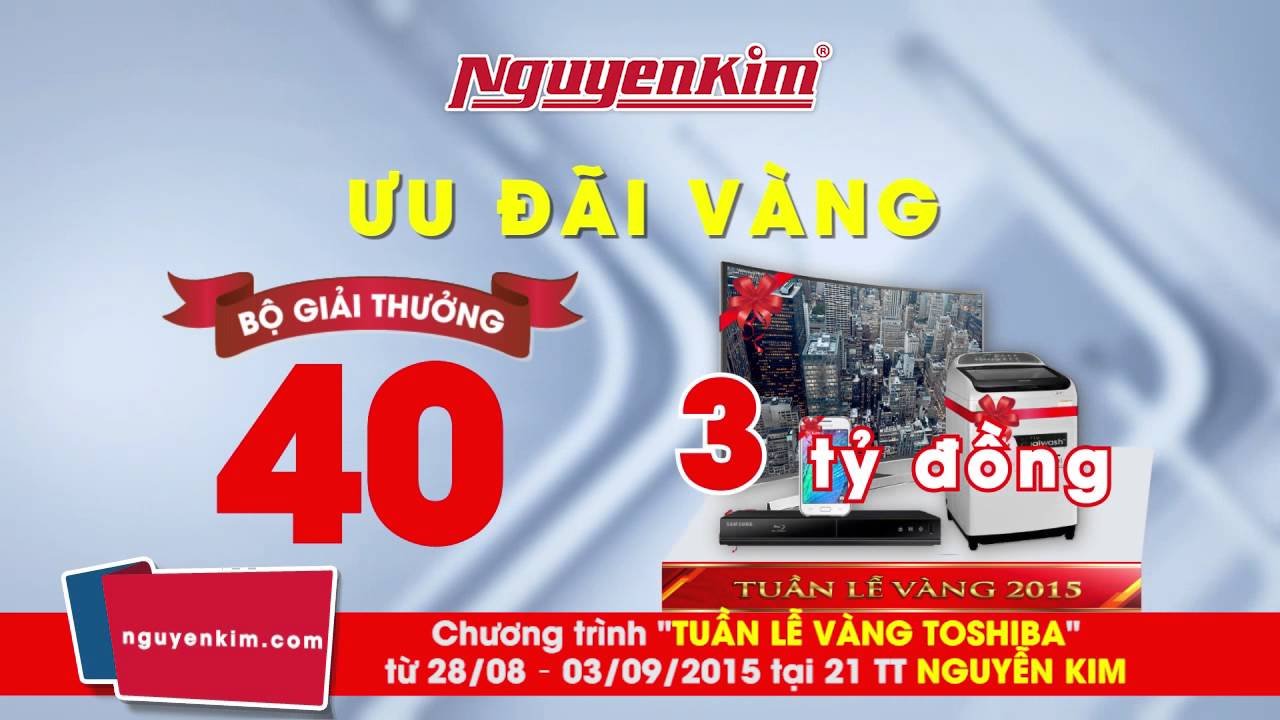 NguyenKim®
ƯU ĐÃI VÀNG
BỘ GIẢI THƯỞNG
40
3 tỷ đồng
SAMSUNG
TUẦN LỄ VÀNG 2015
nguyenkim.com
Chương trình "TUẦN LỄ VÀNG TOSHIBA"
từ 28/08 - 03/09/2015 tại 21 TT NGUYỄN KIM